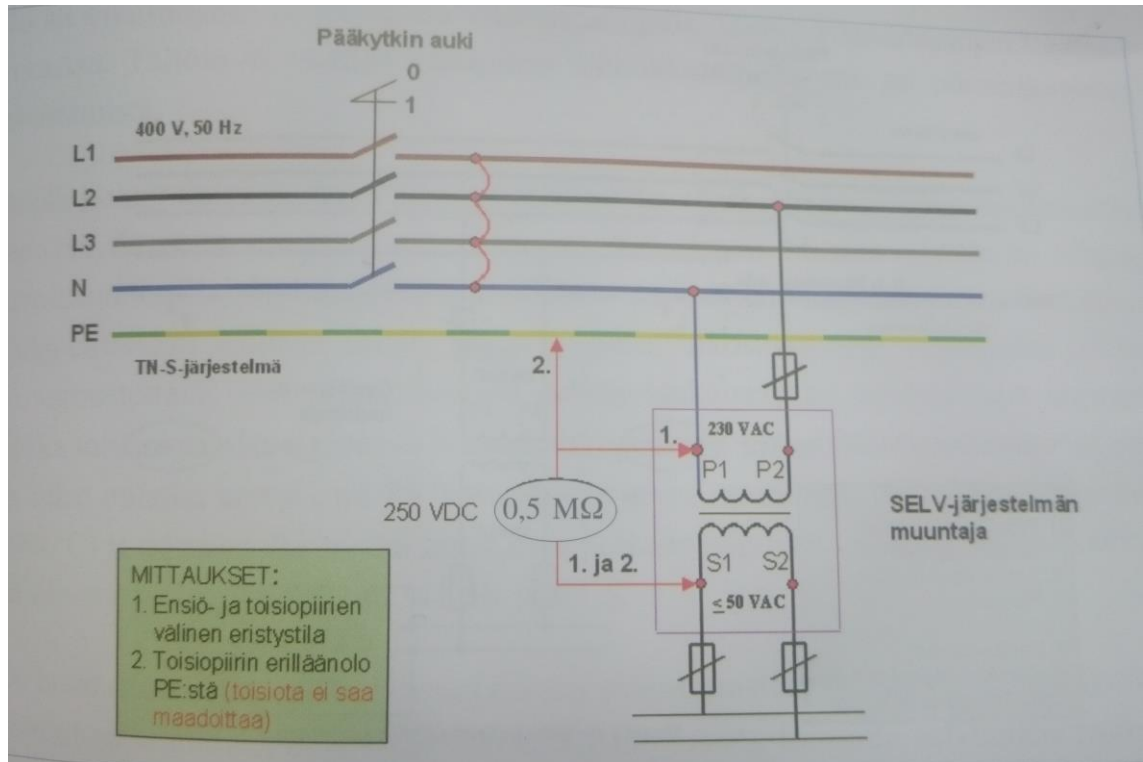 Pääkytkin auki
0
1
400 V, 50 Hz
L1
L2
L3
N
PE
TN-S-järjestelmä
2.
1.
230 VAC
P1 P2
250 VDC
0,5 MΩ
SELV-järjestelmän
muuntaja
1. ja 2.
S1 S2
≤50 VAC
MITTAUKSET:
1. Ensiö- ja toisiopiirien
välinen eristystila
2. Toisiopiirin erilläänolo
PE:stä (toisiota ei saa
maadoittaa)